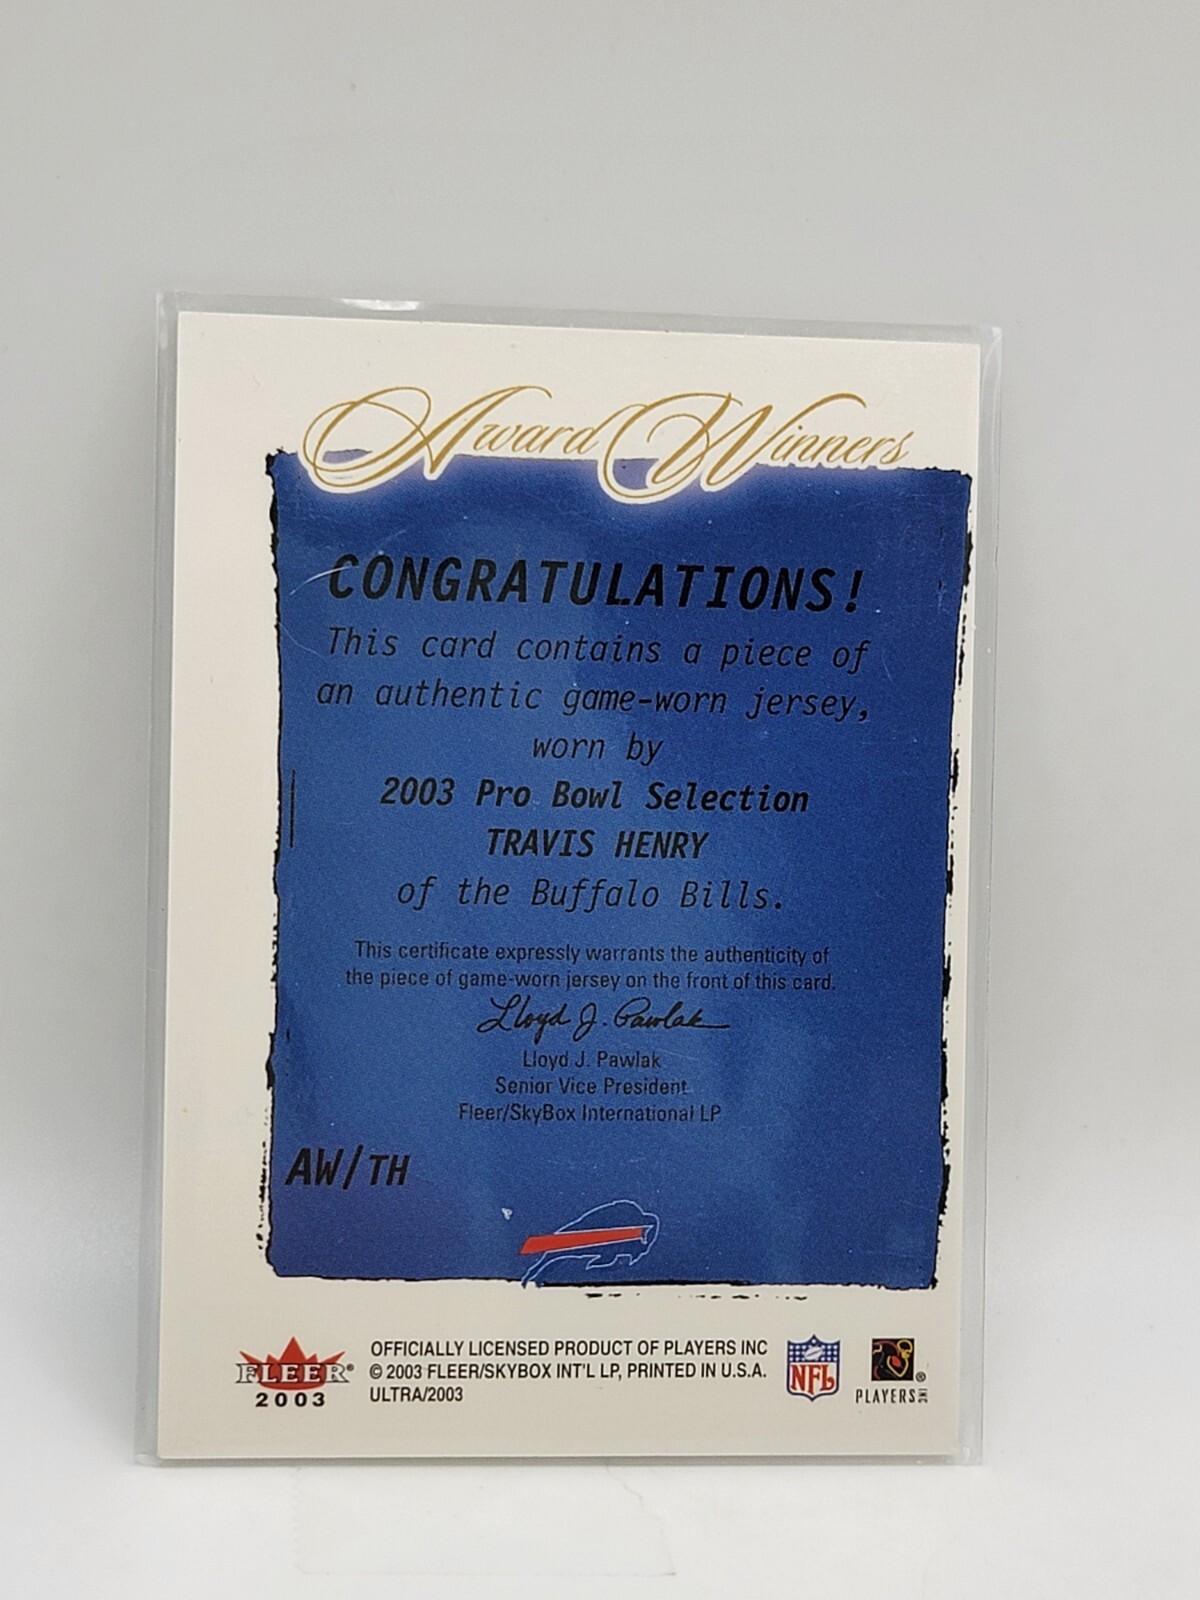 Award Winners
CONGRATULATIONS!
This card contains a piece of
an authentic game-worn jersey,
worn by
2003 Pro Bowl Selection
TRAVIS HENRY
of the Buffalo Bills.
This certificate expressly warrants the authenticity of
the piece of game-worn jersey on the front of this card.
Lloyd J. Pawlak
Lloyd J. Pawlak
Senior Vice President
Fleer/SkyBox International LP
AW/TH
FLEER®
2003
OFFICIALLY LICENSED PRODUCT OF PLAYERS INC
© 2003 FLEER/SKYBOX INT'L LP, PRINTED IN U.S.A.
ULTRA/2003
NFL
®
PLAYERS INC